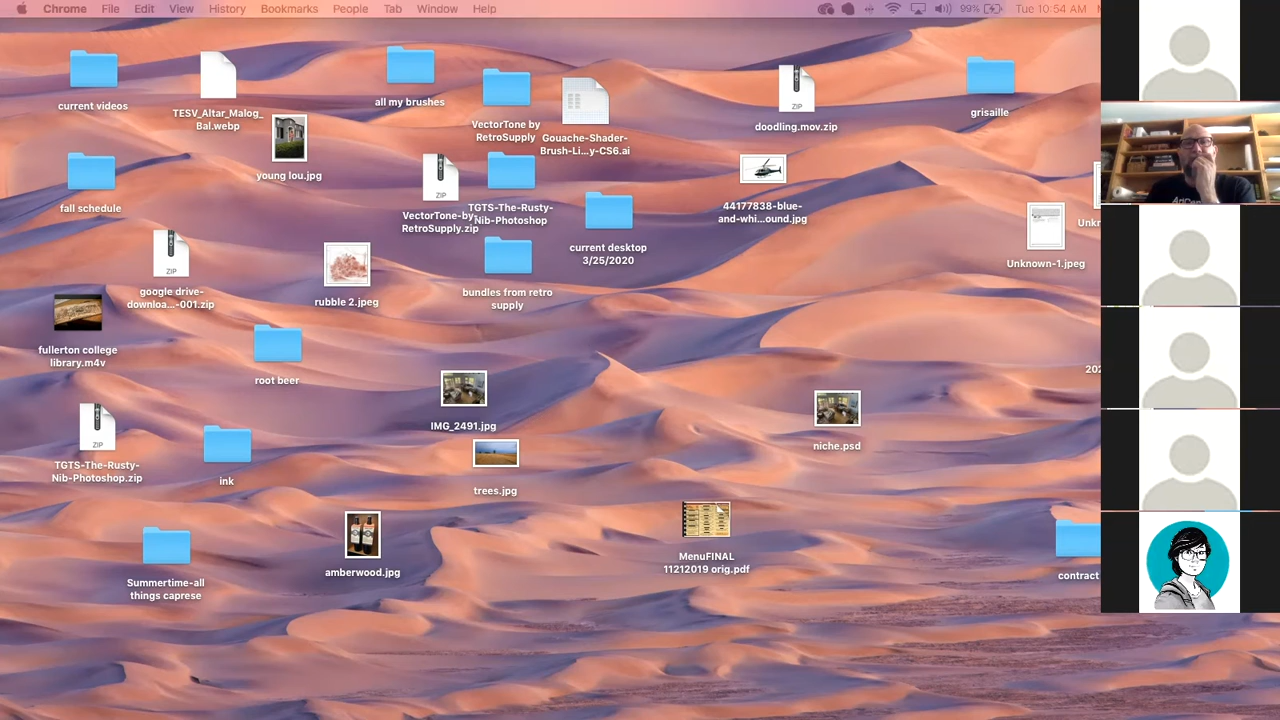 Chrome File Edit View History Bookmarks People Tab Window Help 99% Tue 10:54 AM
current videos
TESV_Altar_Malog_
Bal.webp
all my brushes
VectorTone by
RetroSupply
Gouache-Shader-
Brush-Li...y-CS6.ai
ZIP
doodling.mov.zip
grisaille
young lou.jpg
fall schedule
ZIP
VectorTone-by
RetroSupply.zip
TGTS-The-Rusty-
Nib-Photoshop
current desktop
3/25/2020
44177838-blue-
and-whi...ound.jpg
Unknown-1.jpeg
ZIP
google drive-
downloa...-001.zip
rubble 2.jpeg
bundles from retro
supply
fullerton college
library.m4v
root beer
IMG_2491.jpg
niche.psd
ZIP
TGTS-The-Rusty-
Nib-Photoshop.zip
ink
trees.jpg
Summertime-all
things caprese
amberwood.jpg
MenuFINAL
11212019 orig.pdf
contract